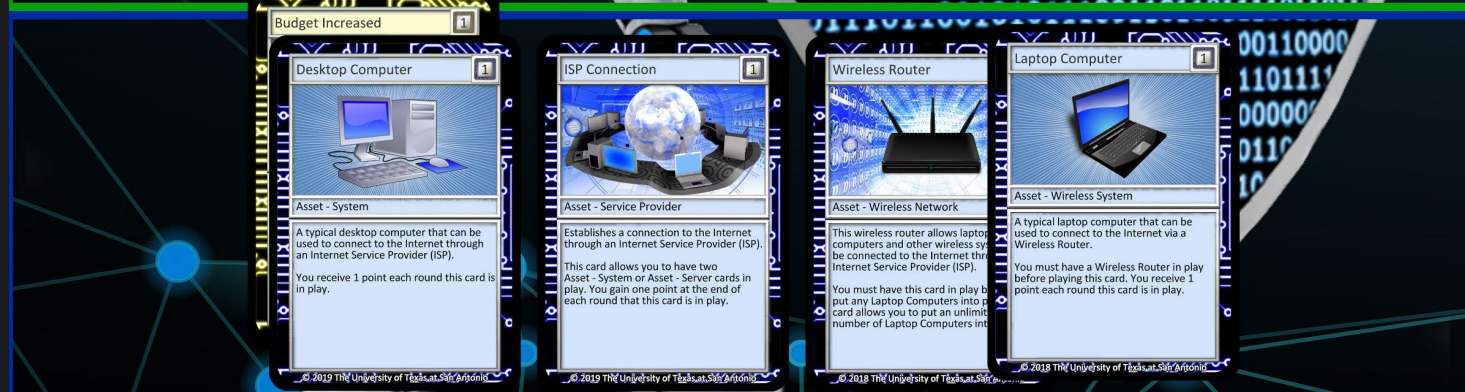 Budget Increased
1
Desktop Computer
1
Asset - System
A typical desktop computer that can be
used to connect to the Internet through
an Internet Service Provider (ISP).
You receive 1 point each round this card is
in play.
© 2019 The University of Texas at San Antonio
ISP Connection
1
Asset - Service Provider
Establishes a connection to the Internet
through an Internet Service Provider (ISP).
This card allows you to have two
Asset - System or Asset - Server cards in
play. You gain one point at the end of
each round that this card is in play.
© 2019 The University of Texas at San Antonio
Wireless Router
Asset - Wireless Network
This wireless router allows laptop
computers and other wireless
be connected to the Internet
Internet Service Provider (ISP).
You must have this card in play
put any Laptop Computers into
card allows you to put an
number of Laptop Computers
© 2018 The University of Texas at San
Laptop Computer
1
Asset - Wireless System
A typical laptop computer that can be
used to connect to the Internet via a
Wireless Router.
You must have a Wireless Router in play
before playing this card. You receive 1
point each round this card is in play.
© 2018 The University of Texas at San Antonio
00110000